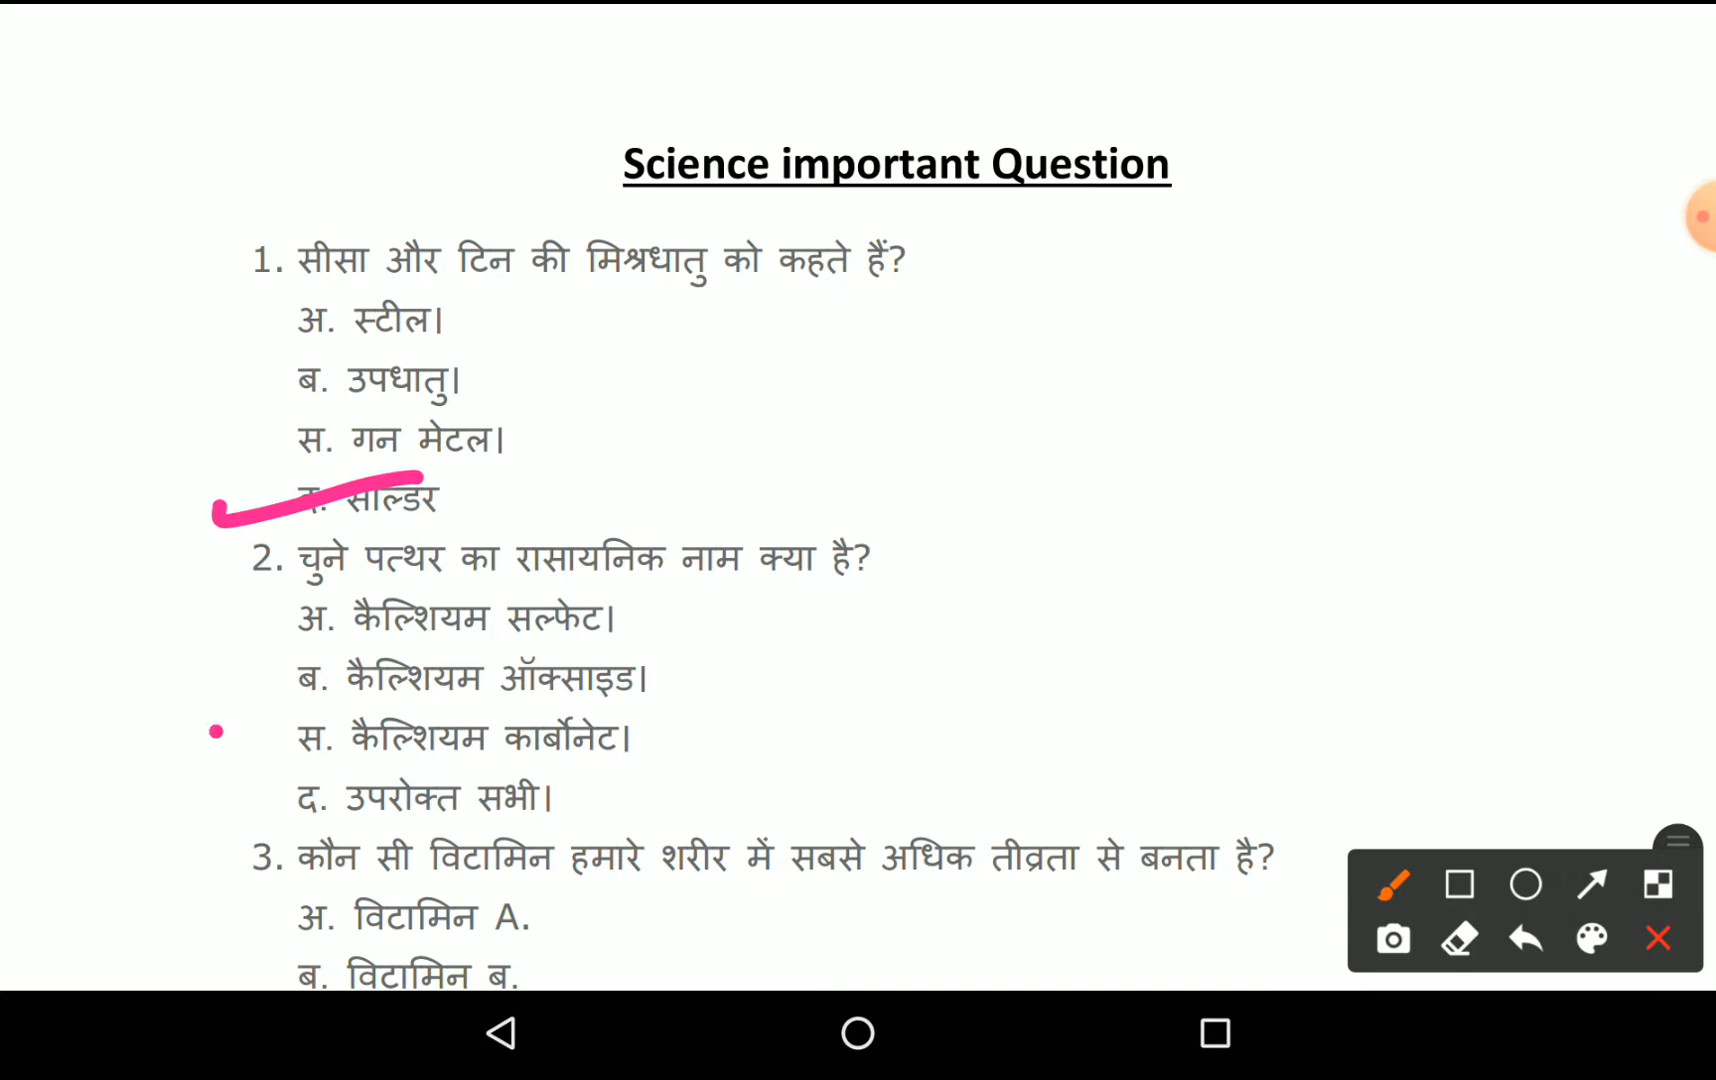 Science important Question
1. सीसा और टिन की मिश्रधातु को कहते हैं?
अ. स्टील।
ब. उपधातु।
स. गन मेटल।
द. सोल्डर
2. चुने पत्थर का रासायनिक नाम क्या है?
अ. कैल्शियम सल्फेट।
ब. कैल्शियम ऑक्साइड।
स. कैल्शियम कार्बोनेट।
द. उपरोक्त सभी।
3. कौन सी विटामिन हमारे शरीर में सबसे अधिक तीव्रता से बनता है?
अ. विटामिन A.
ब. विटामिन ब.